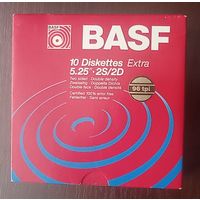 BASF
BASF
10 Diskettes Extra
5.25" · 2S/2D
Two sided · Double density
Zweiseitig · Doppelte Dichte
Double face · Double densité
96 tpi
Certified 100% error free
Fehlerfrei · Sans erreur